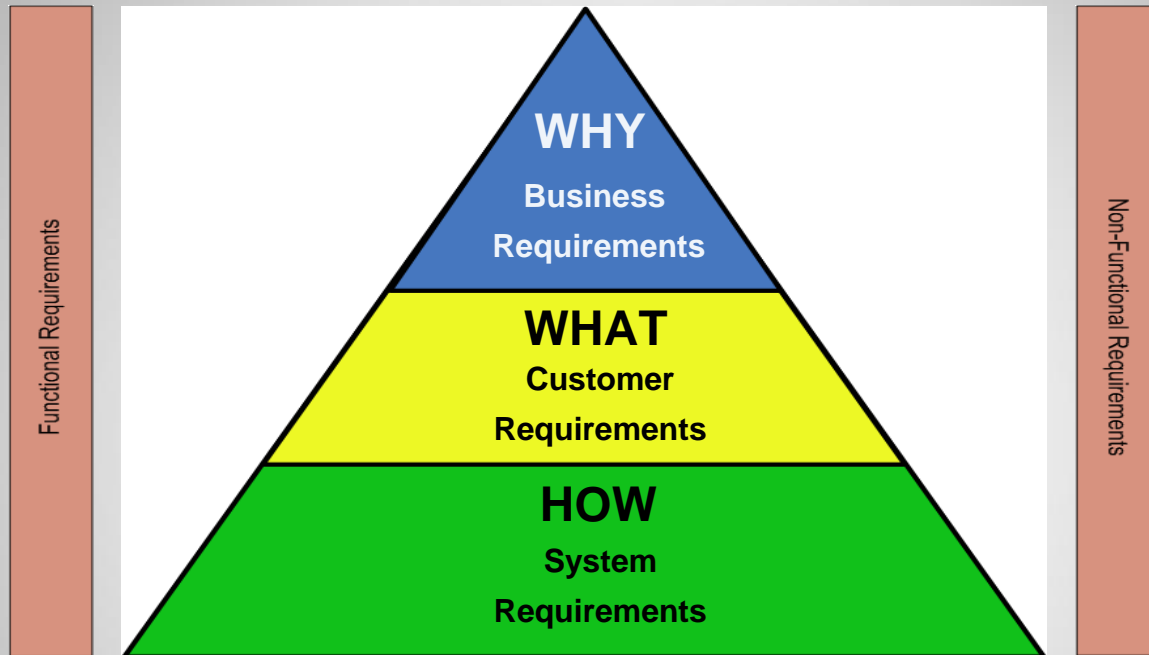 Functional Requirements
WHY
Business
Requirements
WHAT
Customer
Requirements
HOW
System
Requirements
Non-Functional Requirements